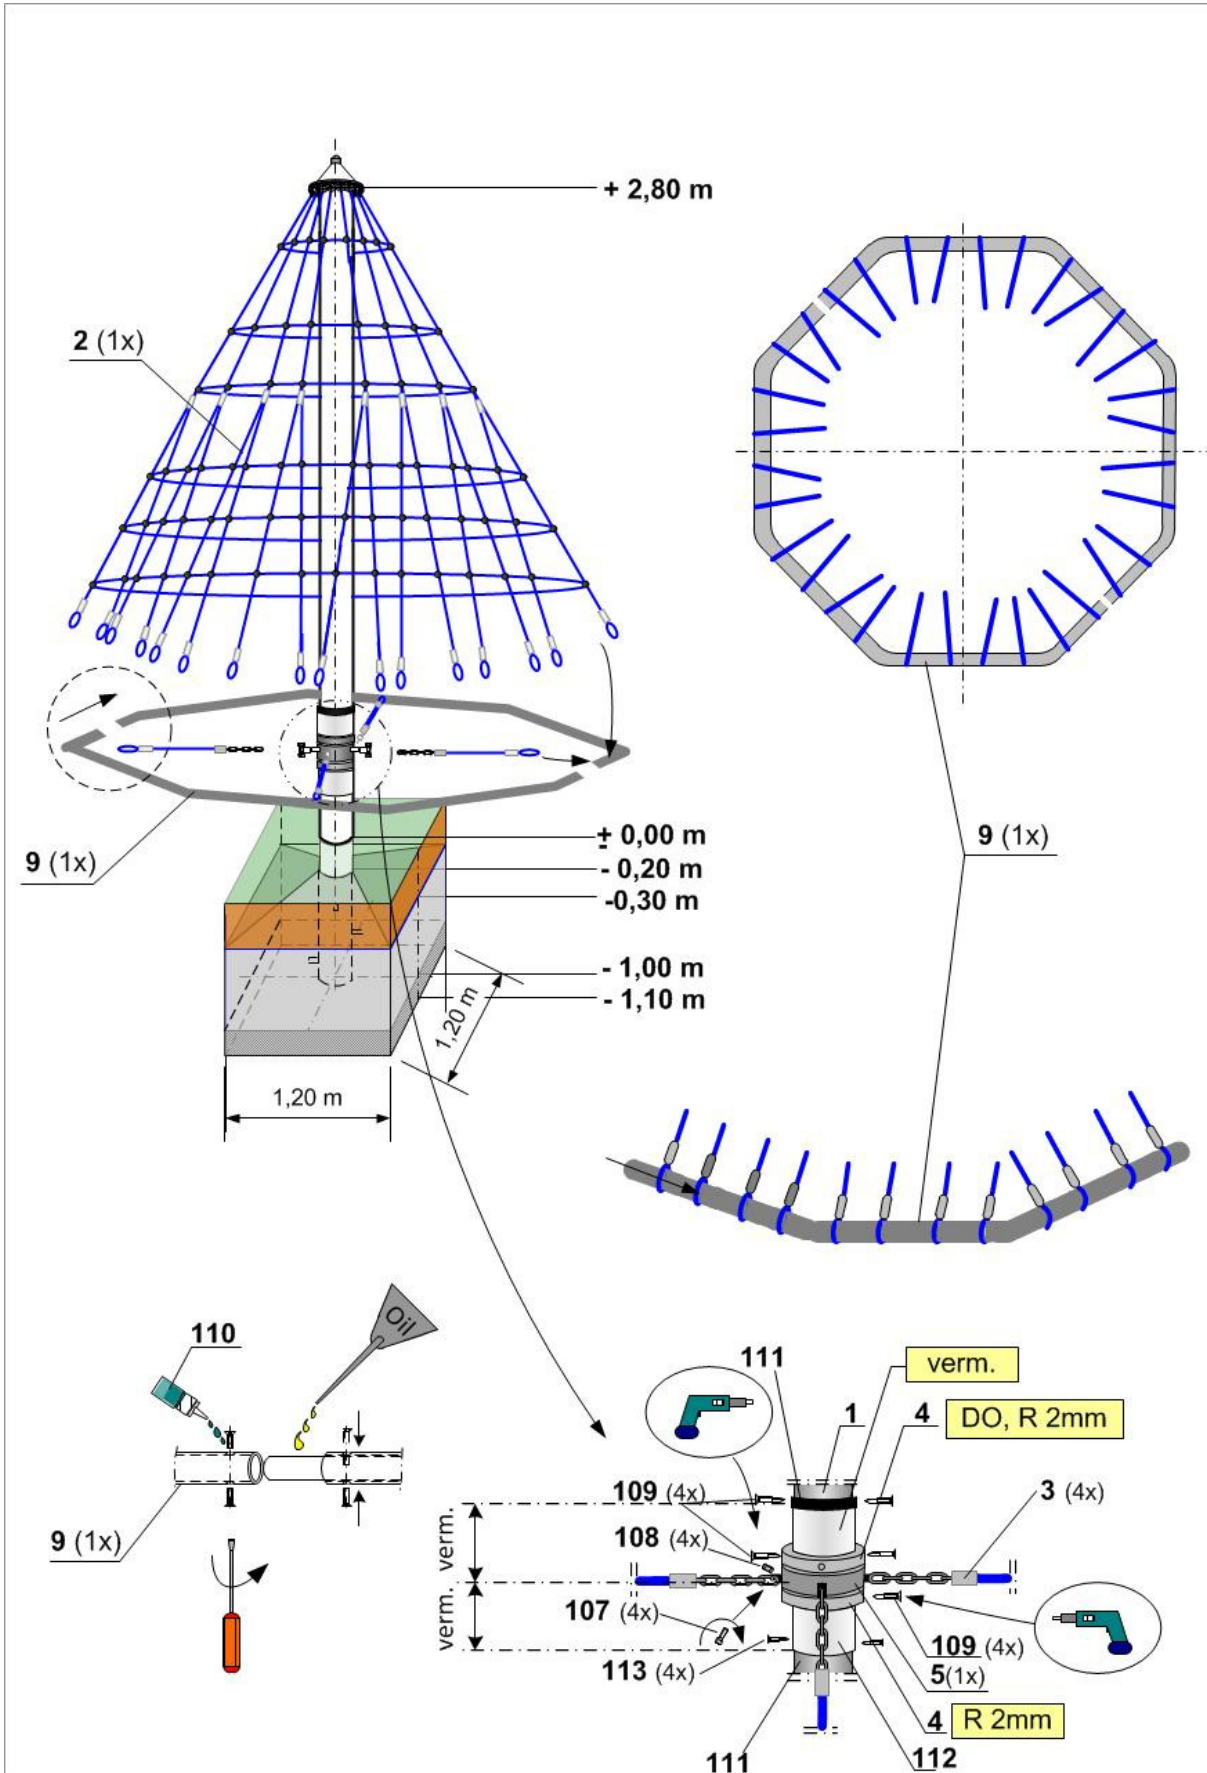 + 2,80 m
2 (1x)
± 0,00 m
- 0,20 m
-0,30 m
- 1,00 m
- 1,10 m
9 (1x)
9 (1x)
1,20 m
1,20 m
Oil
110
9 (1x)
111
verm.
1
4
DO, R 2mm
109 (4x)
3 (4x)
108 (4x)
verm.
verm.
107 (4x)
109 (4x)
113 (4x)
5(1x)
4
R 2mm
111
112